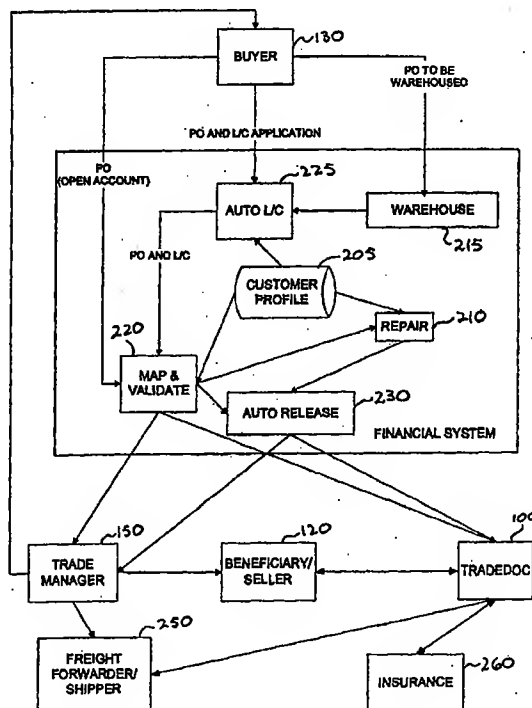 130
BUYER
PO TO BE
WAREHOUSED
PO AND L/C APPLICATION
PO
(OPEN ACCOUNT)
225
AUTO L/C
WAREHOUSE
215
PO AND L/C
205
CUSTOMER
PROFILE
REPAIR
210
220
MAP &
VALIDATE
230
AUTO RELEASE
FINANCIAL SYSTEM
150
TRADE
MANAGER
120
BENEFICIARY/
SELLER
100
TRADEDOC
250
FREIGHT
FORWARDER/
SHIPPER
INSURANCE
260